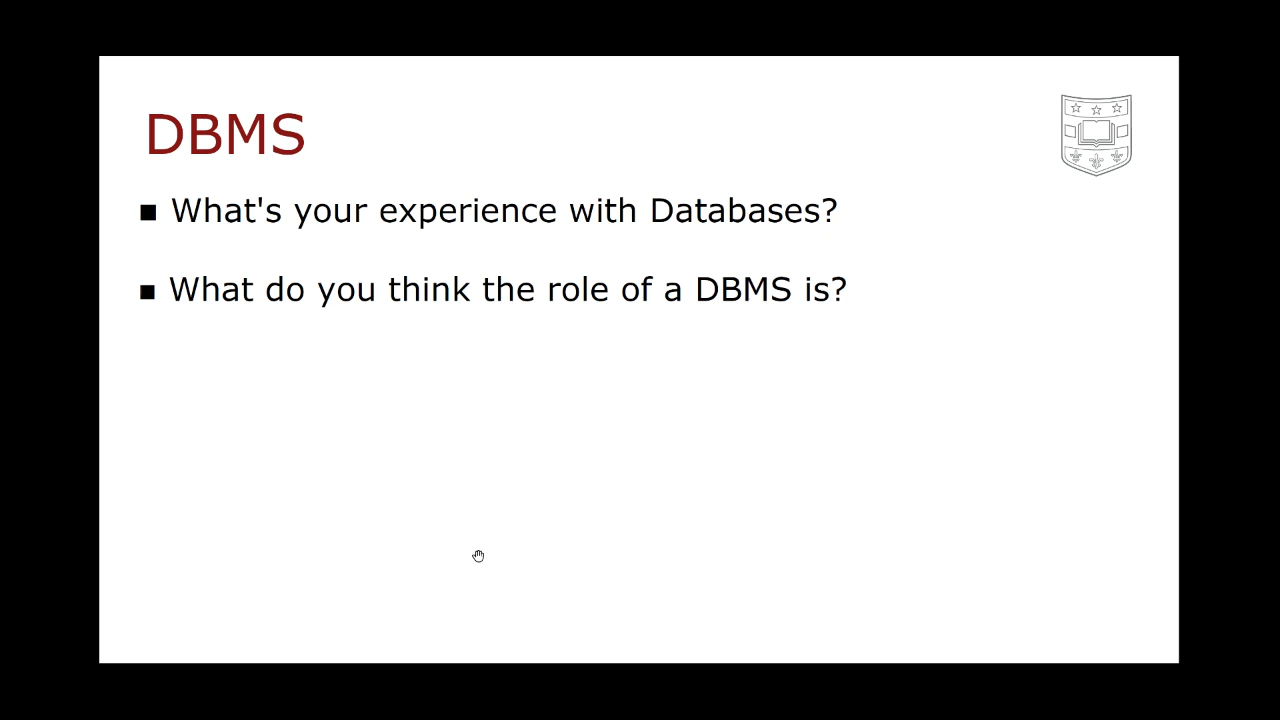 DBMS
What's your experience with Databases?
What do you think the role of a DBMS is?